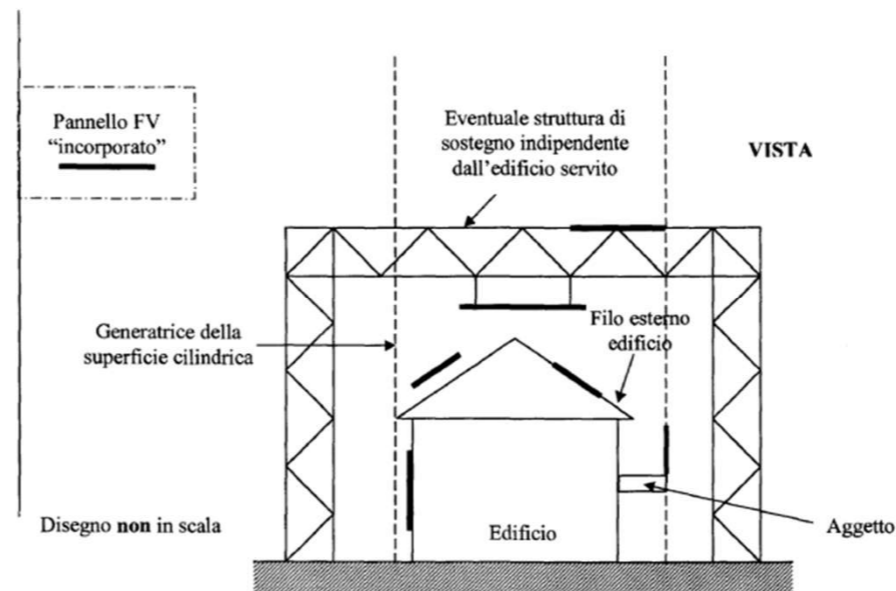 Pannello FV
“incorporato”
Eventuale struttura di
sostegno indipendente
dall’edificio servito
VISTA
Generatrice della
superficie cilindrica
Filo esterno
edificio
Disegno non in scala
Edificio
Aggetto